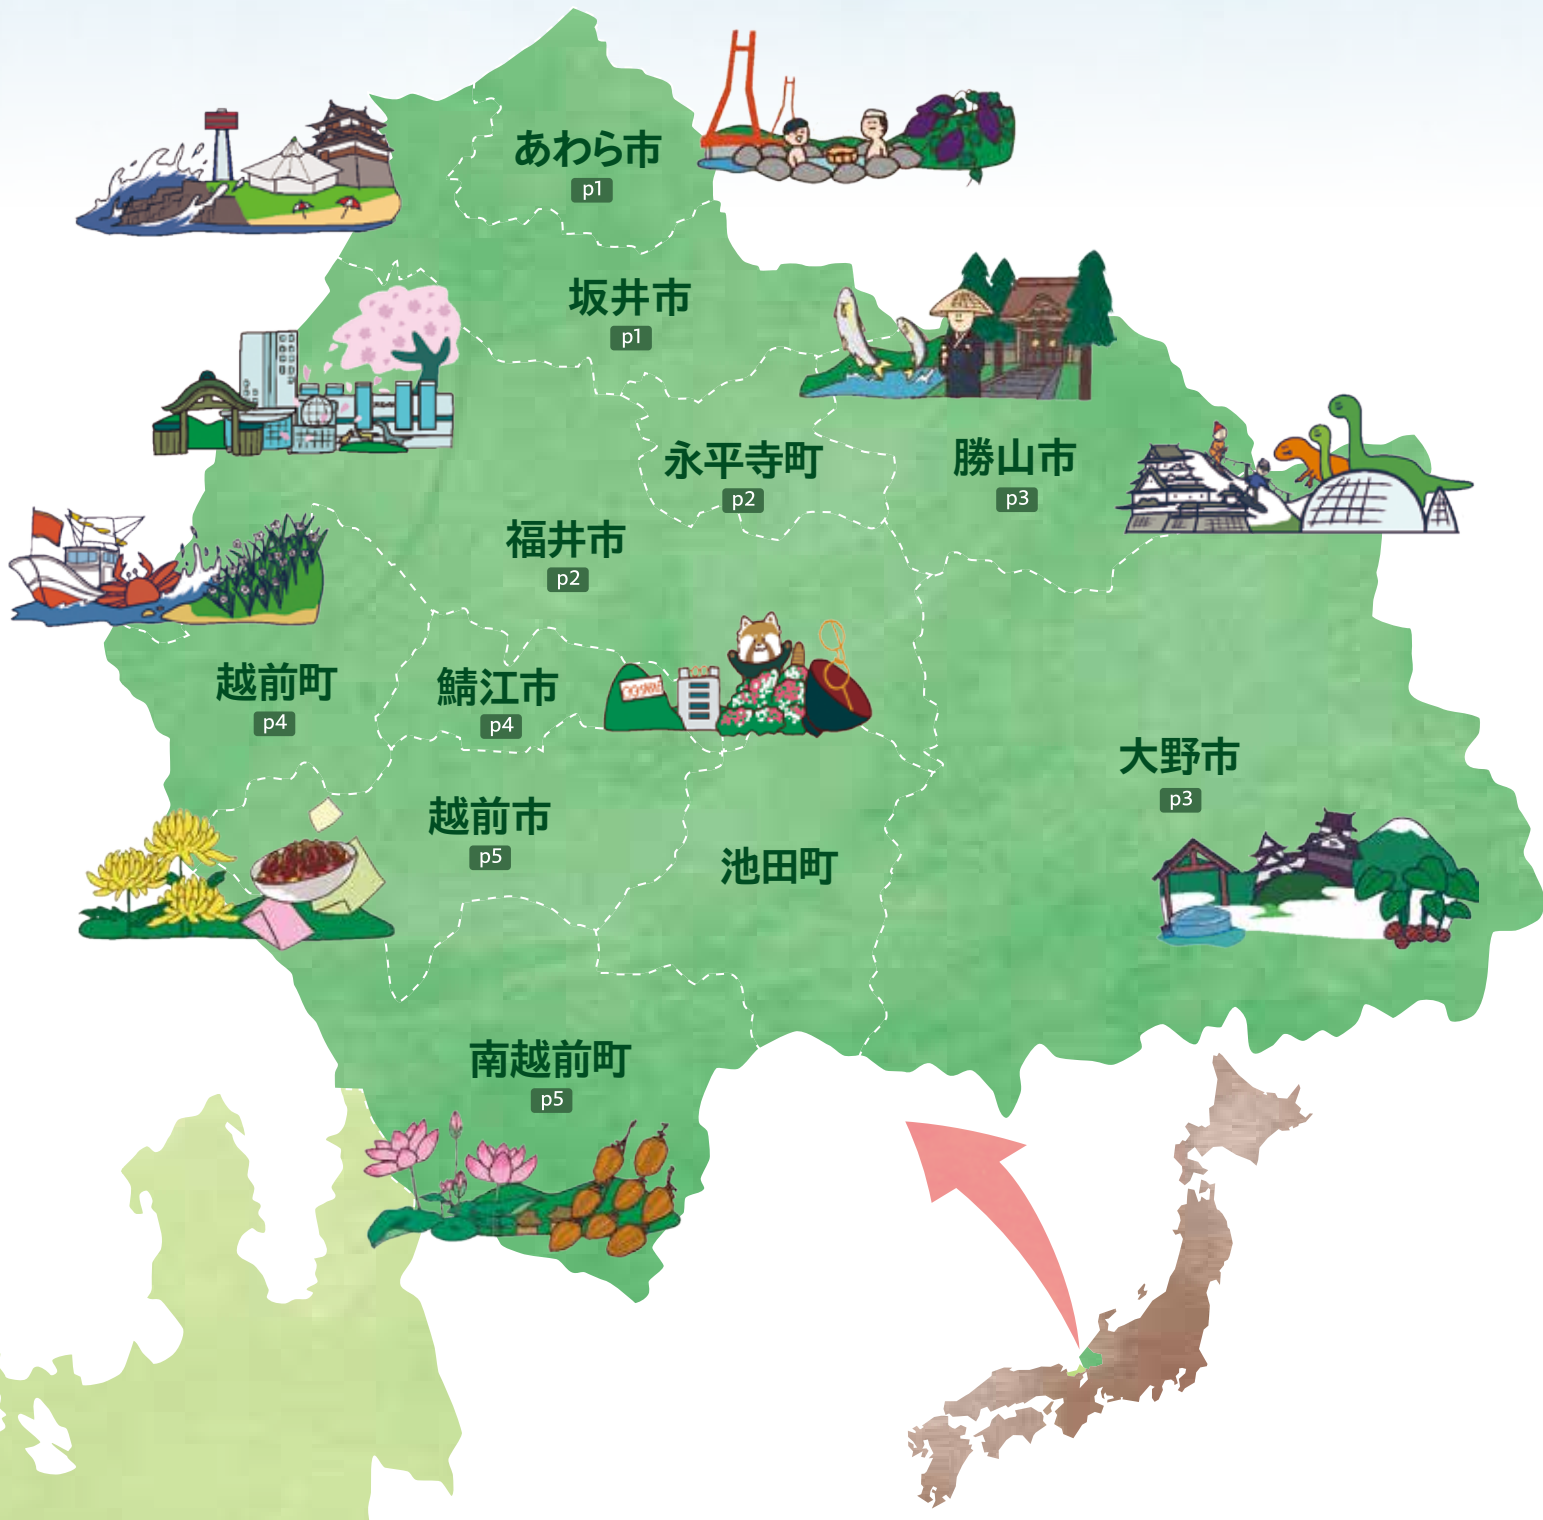 あわら市
p1
坂井市
p1
永平寺町
p2
勝山市
p3
福井市
p2
越前町
p4
鯖江市
p4
大野市
p3
越前市
p5
池田町
南越前町
p5